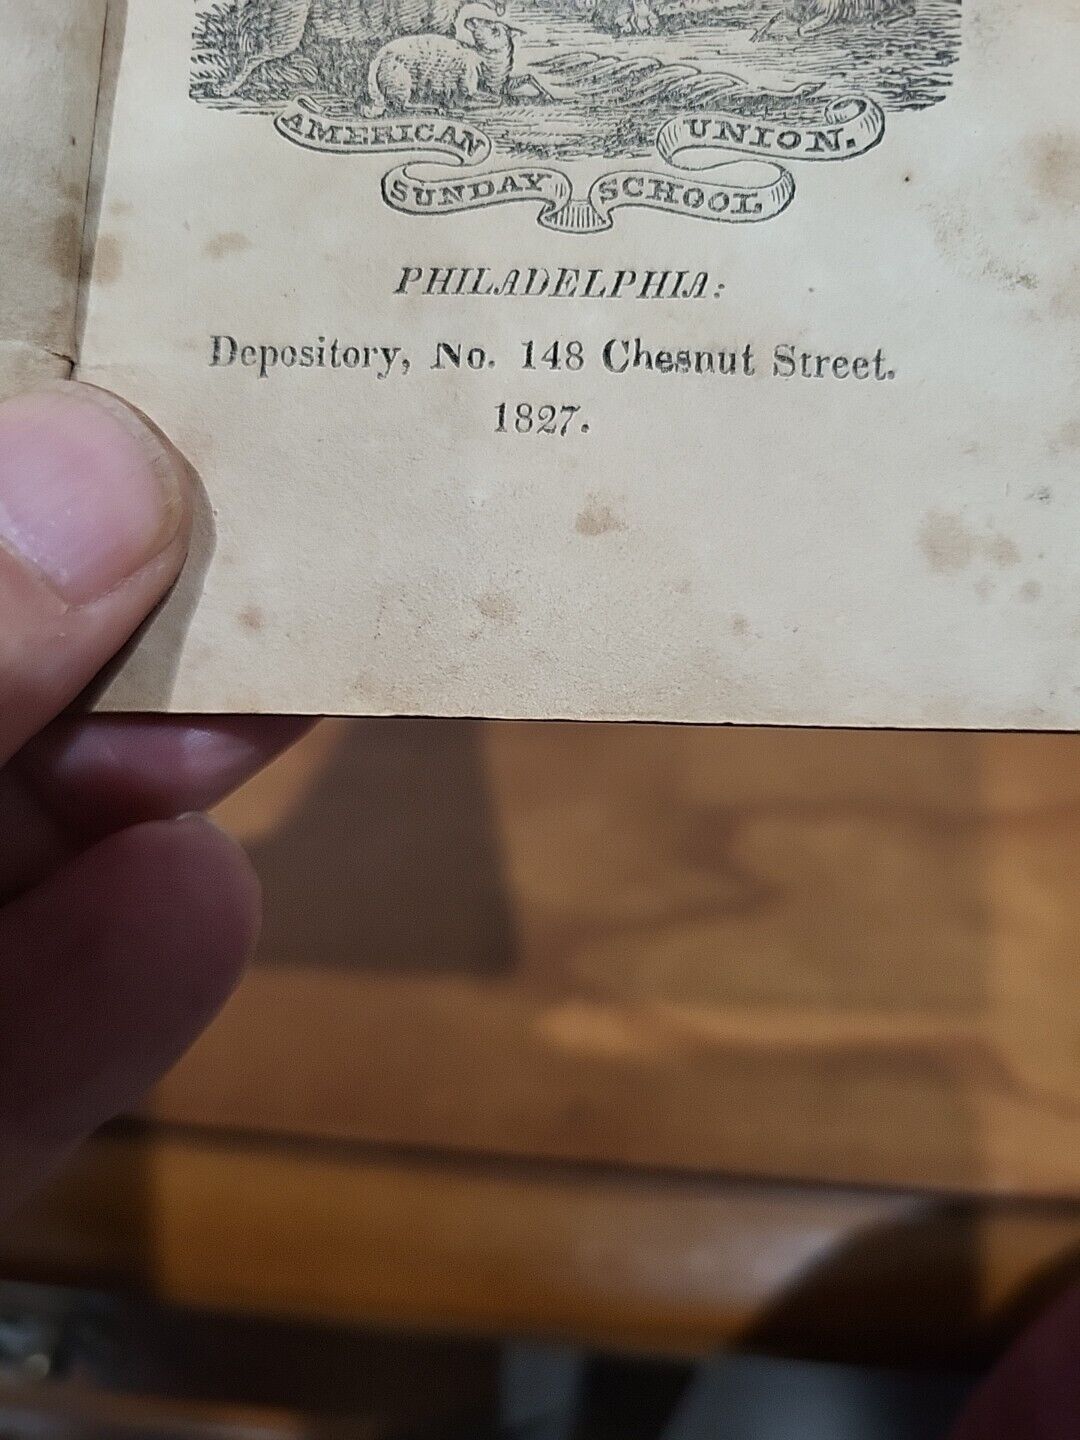 AMERICAN
SUNDAY SCHOOL
UNION.
PHILADELPHIA:
Depository, No. 148 Chesnut Street.
1827.